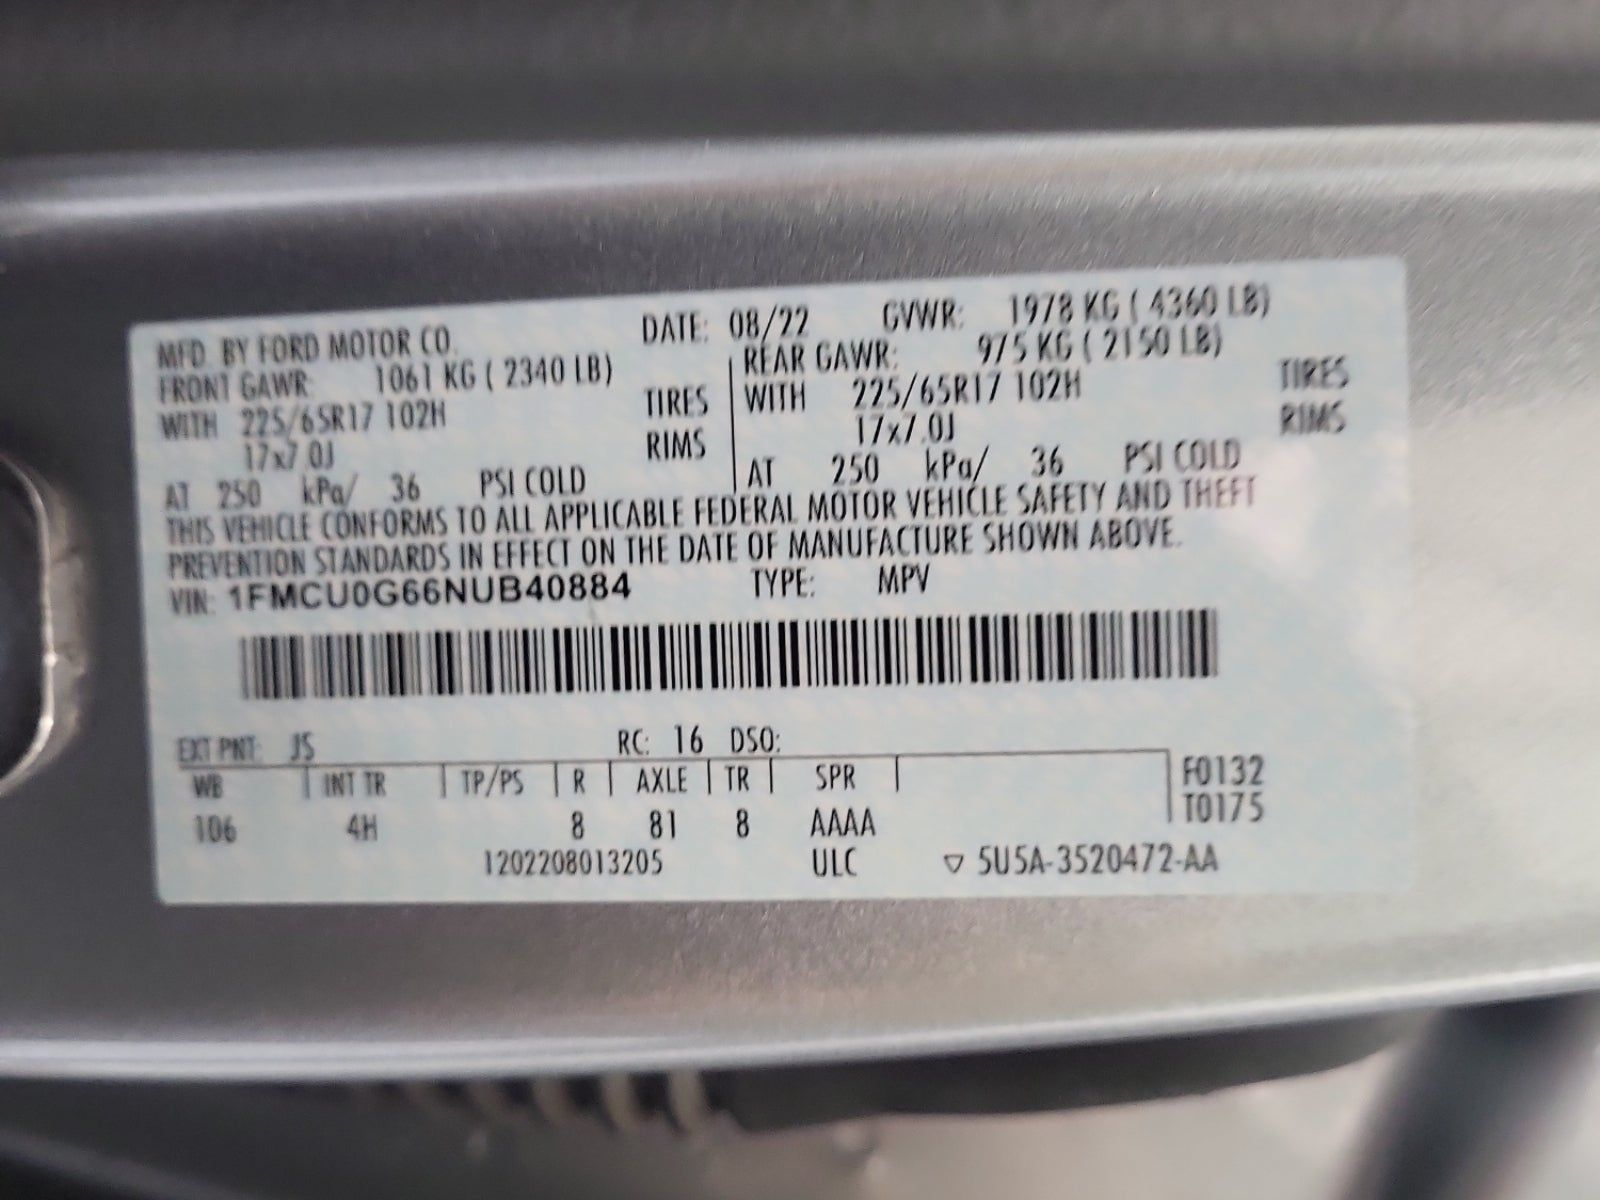 MFD. BY FORD MOTOR CO. DATE: 08/22 GVWR: 1978 KG ( 4360 LB)
FRONT GAWR: 1061 KG ( 2340 LB) REAR GAWR: 975 KG ( 2150 LB)
WITH 225/65R17 102H TIRES WITH 225/65R17 102H TIRES
17x7.0J RIMS 17x7.0J RIMS
AT 250 kPa/ 36 PSI COLD AT 250 kPa/ 36 PSI COLD
THIS VEHICLE CONFORMS TO ALL APPLICABLE FEDERAL MOTOR VEHICLE SAFETY AND THEFT
PREVENTION STANDARDS IN EFFECT ON THE DATE OF MANUFACTURE SHOWN ABOVE.
VIN: 1FMCU0G66NUB40884 TYPE: MPV
EXT PNT: JS RC: 16 DSO:
WB INT TR TP/PS R AXLE TR SPR F0132
106 4H 8 81 8 AAAA T0175
1202208013205 ULC ▽ 5U5A-3520472-AA